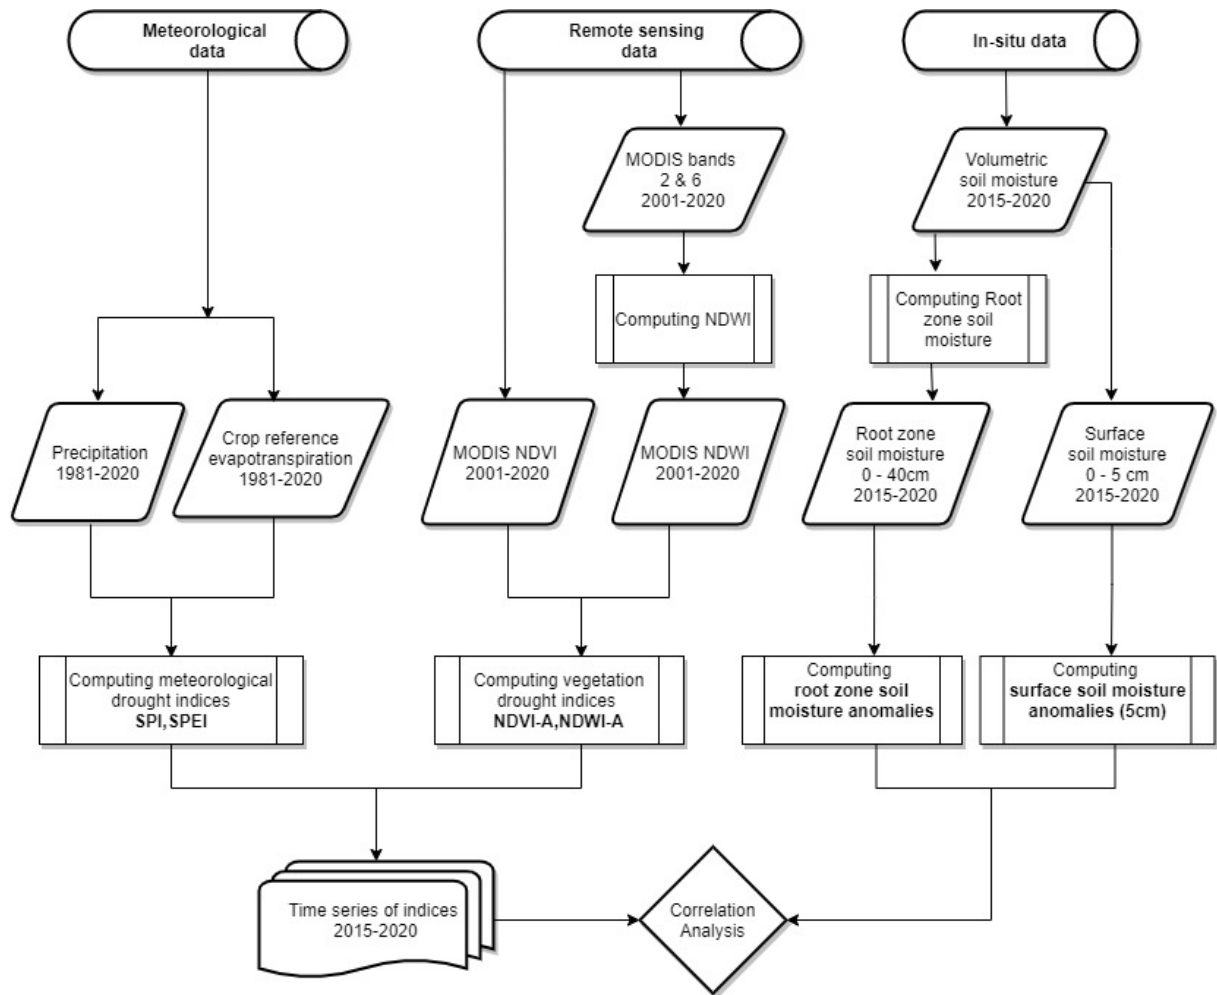 Meteorological
data
Remote sensing
data
In-situ data
MODIS bands
2 & 6
2001-2020
Volumetric
soil moisture
2015-2020
Computing NDWI
Computing Root
zone soil
moisture
Precipitation
1981-2020
Crop reference
evapotranspiration
1981-2020
MODIS NDVI
2001-2020
MODIS NDWI
2001-2020
Root zone
soil moisture
0 - 40cm
2015-2020
Surface
soil moisture
0 - 5 cm
2015-2020
Computing meteorological
drought indices
SPI,SPEI
Computing vegetation
drought indices
NDVI-A,NDWI-A
Computing
root zone soil
moisture anomalies
Computing
surface soil moisture
anomalies (5cm)
Time series of indices
2015-2020
Correlation
Analysis